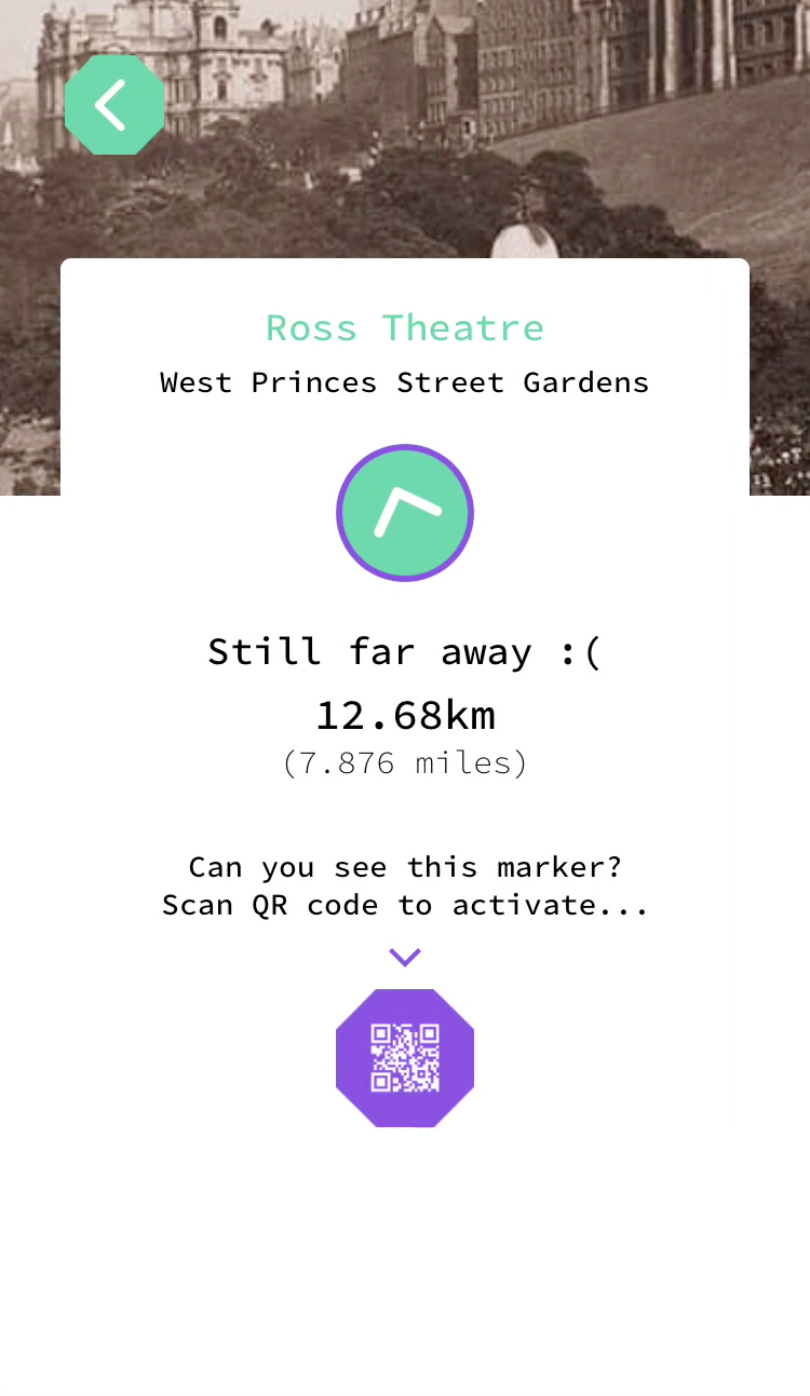 Ross Theatre
West Princes Street Gardens
Still far away :(
12.68km
(7.876 miles)
Can you see this marker?
Scan QR code to activate...